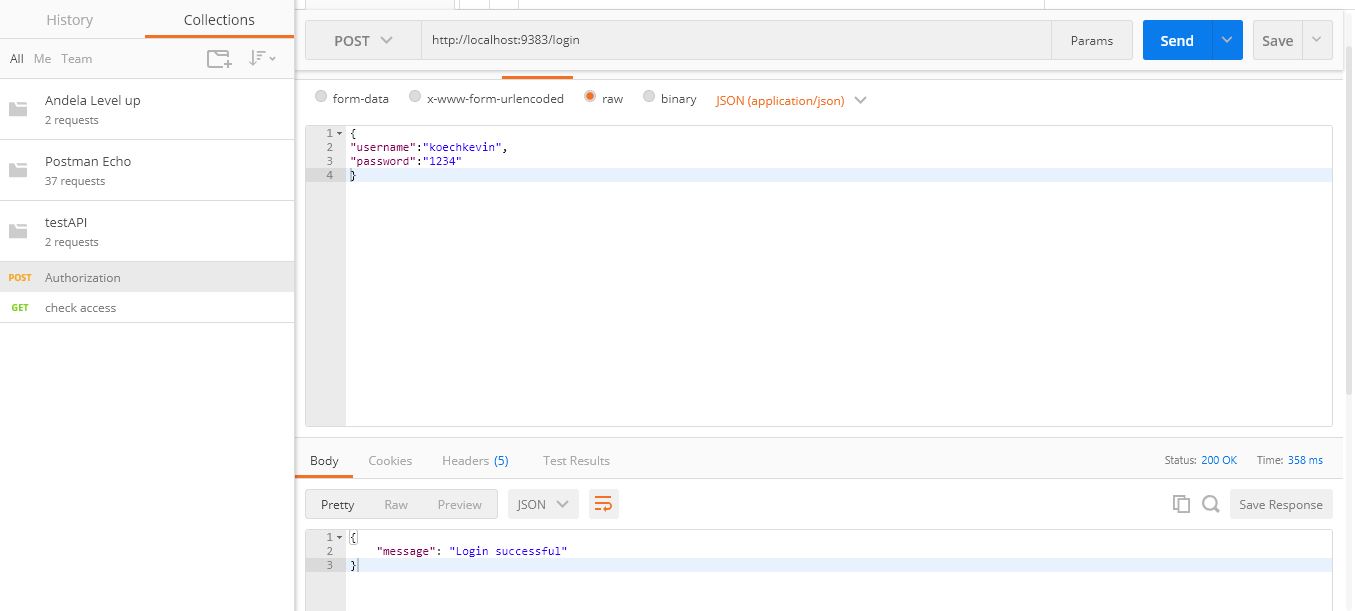 History Collections
All Me Team
Andela Level up
2 requests
Postman Echo
37 requests
testAPI
2 requests
POST Authorization
GET check access
POST http://localhost:9383/login Params Send Save
form-data x-www-form-urlencoded raw binary JSON (application/json)
1 {
2 "username":"koechkevin",
3 "password":"1234"
4 }
Body Cookies Headers (5) Test Results Status: 200 OK Time: 358 ms
Pretty Raw Preview JSON Save Response
1 {
2 "message": "Login successful"
3 }